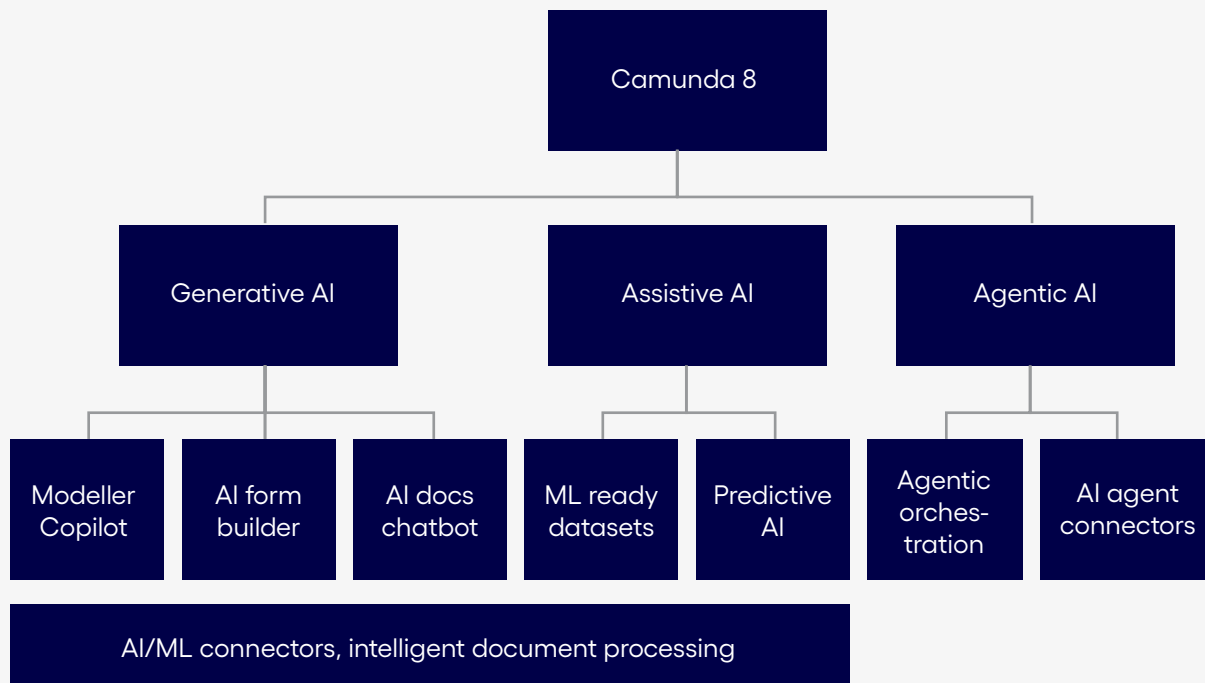 Camunda 8
Generative AI
Assistive AI
Agentic AI
Modeller
Copilot
AI form
builder
AI docs
chatbot
ML ready
datasets
Predictive
AI
Agentic
orches-
tration
AI agent
connectors
AI/ML connectors, intelligent document processing